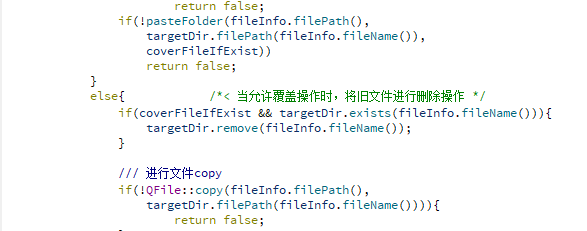 return false;
if(!pasteFolder(fileInfo.filePath(),
targetDir.filePath(fileInfo.fileName()),
coverFileIfExist))
return false;
}
else{ /*< 当允许覆盖操作时，将旧文件进行删除操作 */
if(coverFileIfExist && targetDir.exists(fileInfo.fileName())){
targetDir.remove(fileInfo.fileName());
}
/// 进行文件copy
if(!QFile::copy(fileInfo.filePath(),
targetDir.filePath(fileInfo.fileName()))){
return false;